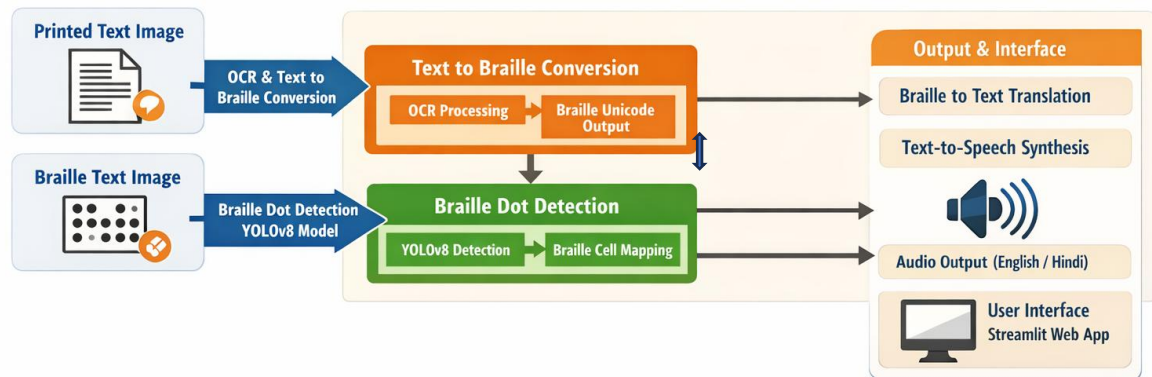 Printed Text Image
OCR & Text to
Braille Conversion
Text to Braille Conversion
OCR Processing
Braille Unicode
Output
Braille Text Image
Braille Dot Detection
YOLOv8 Model
Braille Dot Detection
YOLOv8 Detection
Braille Cell Mapping
Output & Interface
Braille to Text Translation
Text-to-Speech Synthesis
Audio Output (English / Hindi)
User Interface
Streamlit Web App